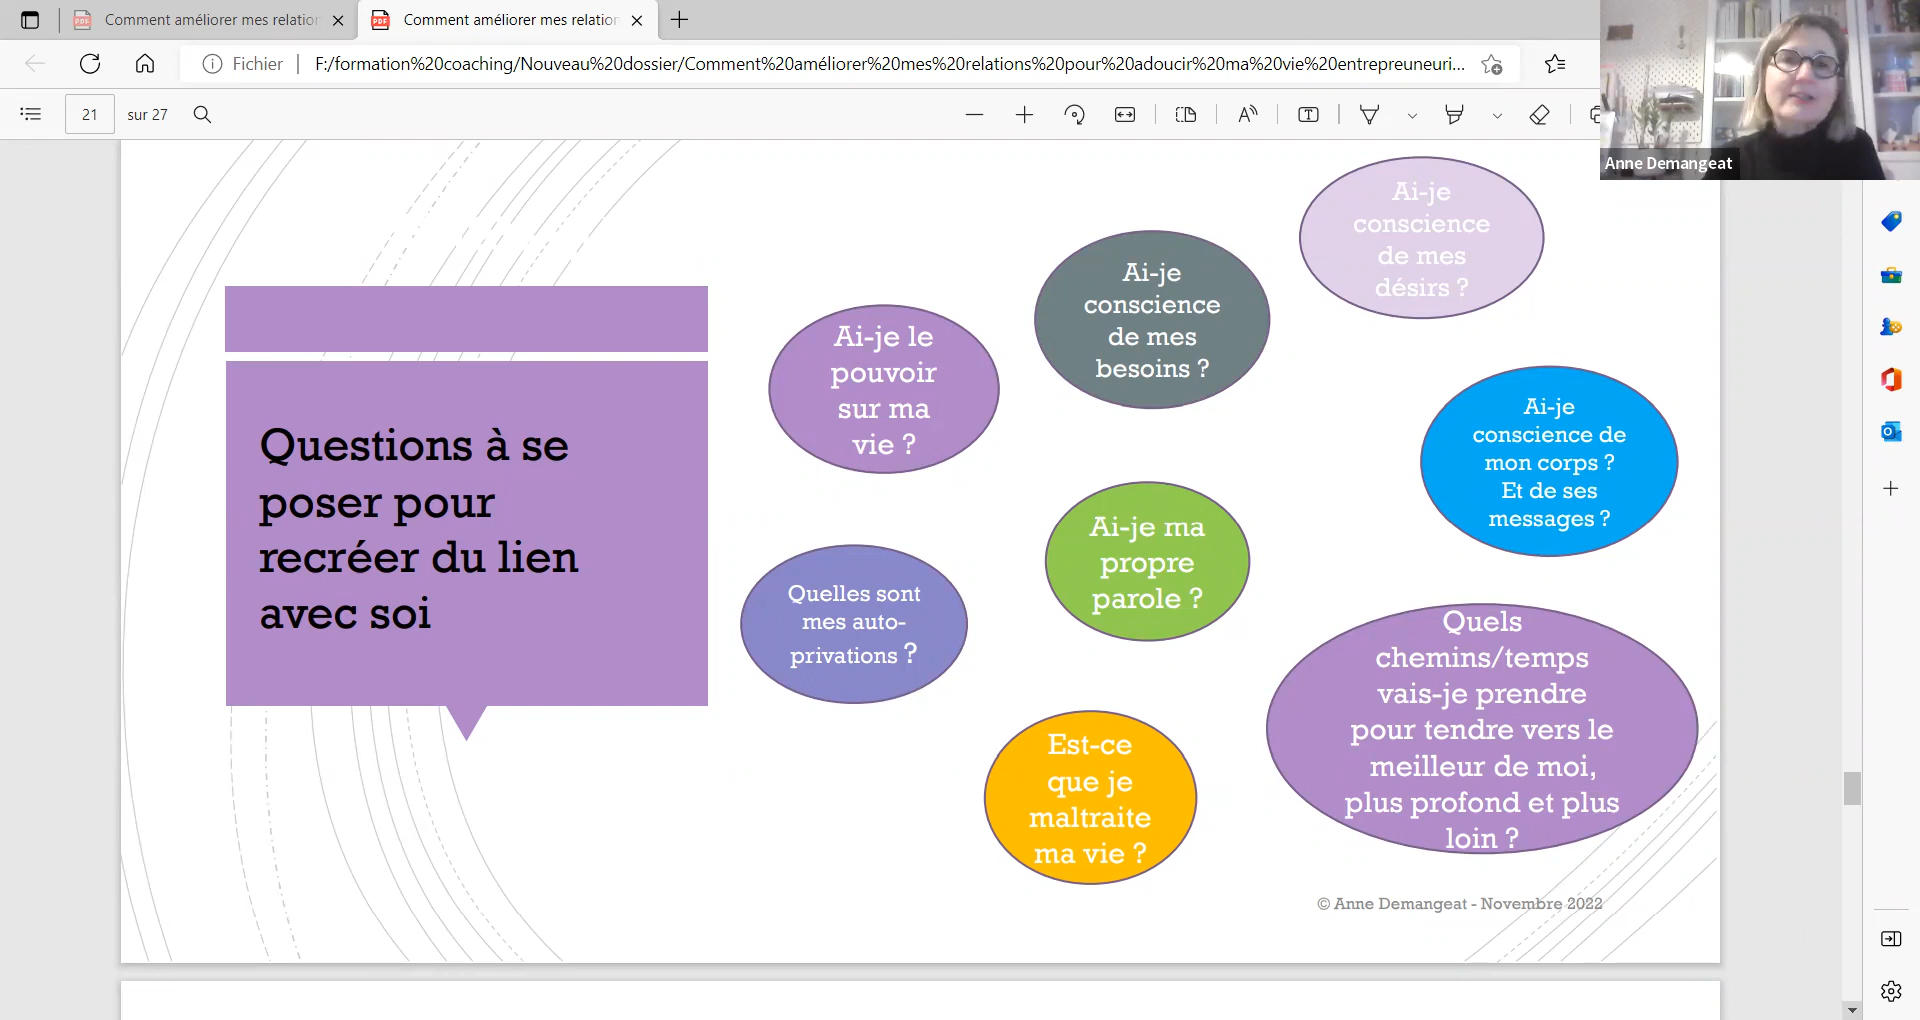 Comment améliorer mes relation
Comment améliorer mes relation
Fichier
F:/formation%20coaching/Nouveau%20dossier/Comment%20améliorer%20mes%20relations%20pour%20adoucir%20ma%20vie%20entrepreuneuri...
21
sur 27
Anne Demangeat
Questions à se
poser pour
recréer du lien
avec soi
Ai-je le
pouvoir
sur ma
vie ?
Ai-je
conscience
de mes
besoins ?
Ai-je
conscience
de mes
désirs ?
Ai-je
conscience de
mon corps ?
Et de ses
messages ?
Quelles sont
mes auto-
privations ?
Ai-je ma
propre
parole ?
Est-ce
que je
maltraite
ma vie ?
Quels
chemins/temps
vais-je prendre
pour tendre vers le
meilleur de moi,
plus profond et plus
loin ?
© Anne Demangeat - Novembre 2022